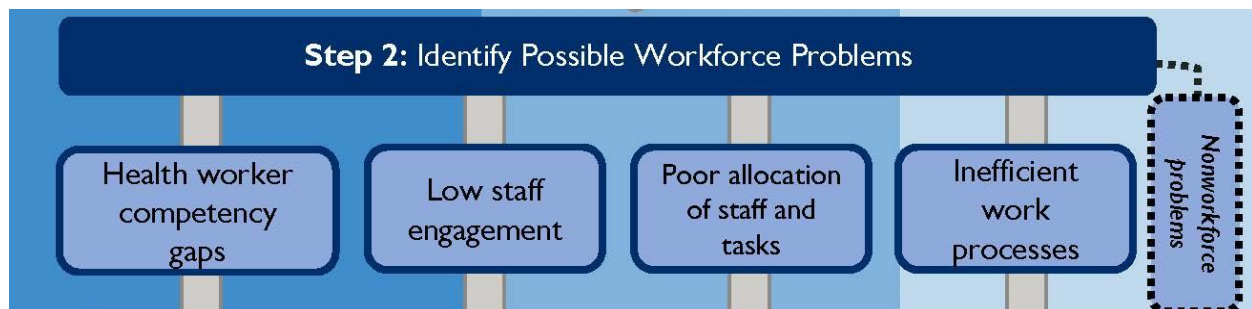 Step 2: Identify Possible Workforce Problems
Health worker
competency
gaps
Low staff
engagement
Poor allocation
of staff and
tasks
Inefficient
work
processes
Nonworkforce
problems